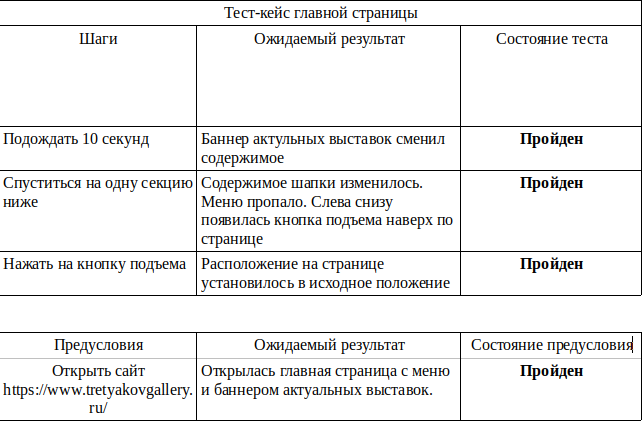 Тест-кейс главной страницы
Шаги Ожидаемый результат Состояние теста
Подождать 10 секунд
Баннер актульных выставок сменил
содержимое
Пройден
Спуститься на одну секцию
ниже
Содержимое шапки изменилось.
Меню пропало. Слева снизу
появилась кнопка подъема наверх по
странице
Пройден
Нажать на кнопку подъема
Расположение на странице
установилось в исходное положение
Пройден
Предусловия Ожидаемый результат Состояние предусловия
Открыть сайт
https://www.tretyakovgallery.
ru/
Открылась главная страница с меню
и баннером актуальных выставок.
Пройден